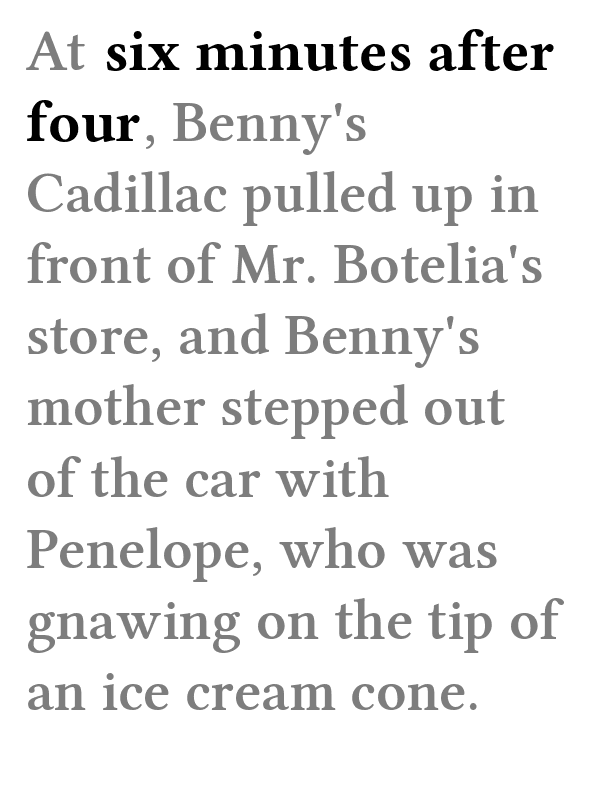 At six minutes after
four, Benny's
Cadillac pulled up in
front of Mr. Botelia's
store, and Benny's
mother stepped out
of the car with
Penelope, who was
gnawing on the tip of
an ice cream cone.